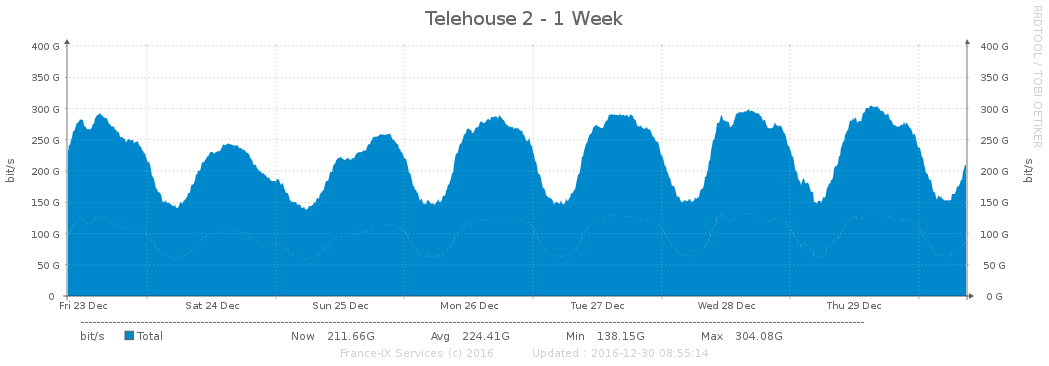 Telehouse 2 - 1 Week
RRDTOOL / TOBI OETIKER
400 G 400 G
350 G 350 G
300 G 300 G
250 G 250 G
200 G 200 G
150 G 150 G
100 G 100 G
50 G 50 G
0 0 G
bit/s bit/s
Fri 23 Dec Sat 24 Dec Sun 25 Dec Mon 26 Dec Tue 27 Dec Wed 28 Dec Thu 29 Dec
bit/s Total Now 211.66G Avg 224.41G Min 138.15G Max 304.08G
France-IX Services (c) 2016 Updated : 2016-12-30 08:55:14